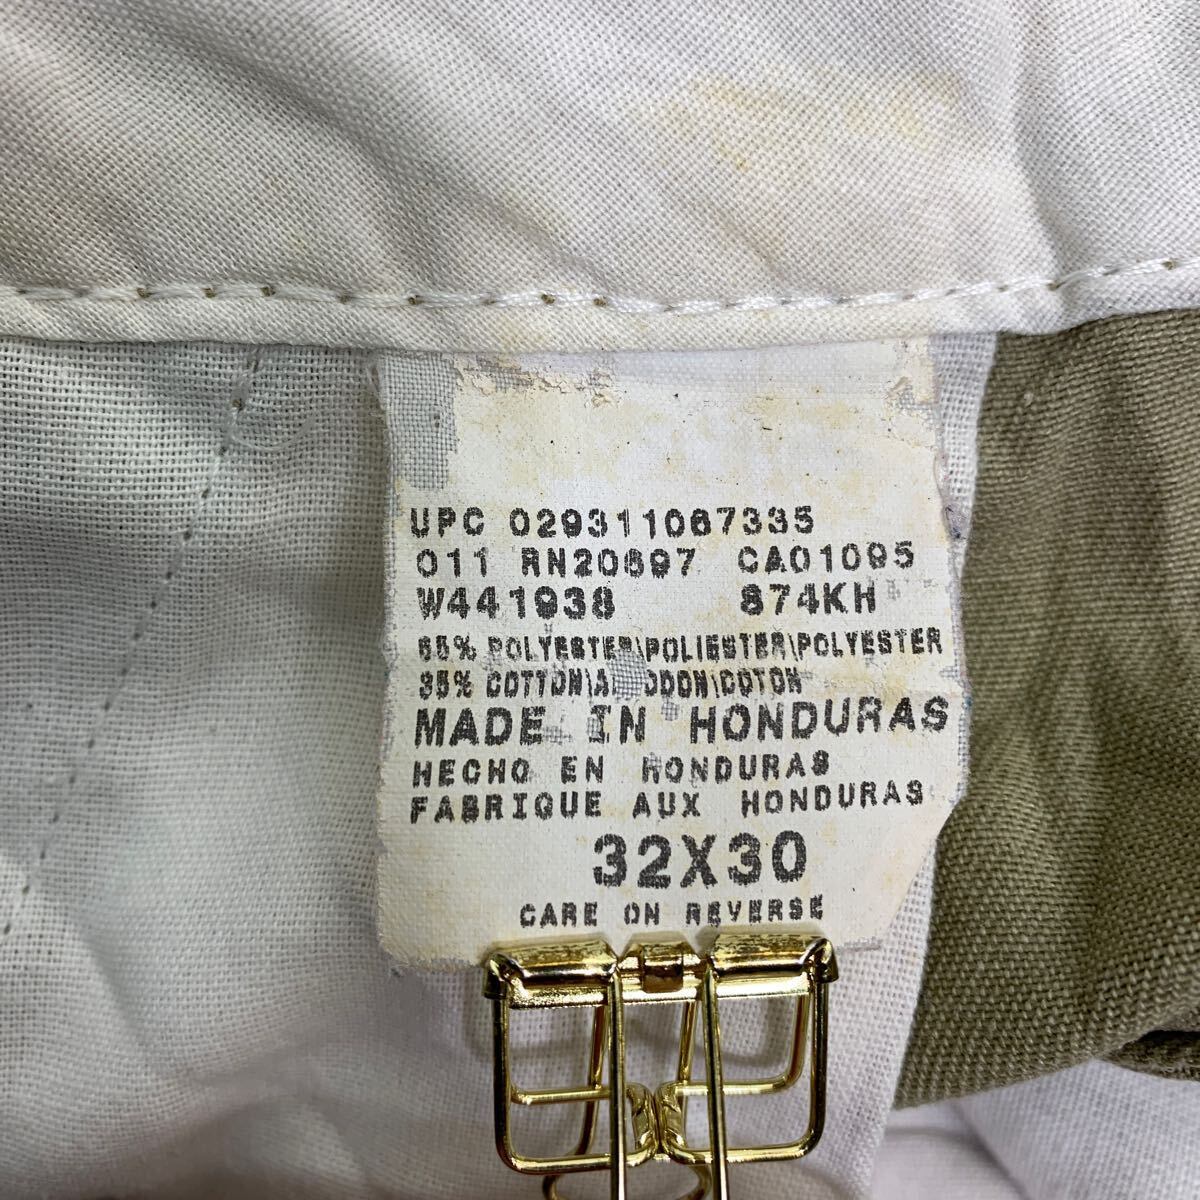 UPC 029311067335
011 RN20697 CA01095
W441938 874KH
65% POLYESTER\POLIESTER\POLYESTER
35% COTTON\ALGODON\COTON
MADE IN HONDURAS
HECHO EN HONDURAS
FABRIQUE AUX HONDURAS
32X30
CARE ON REVERSE